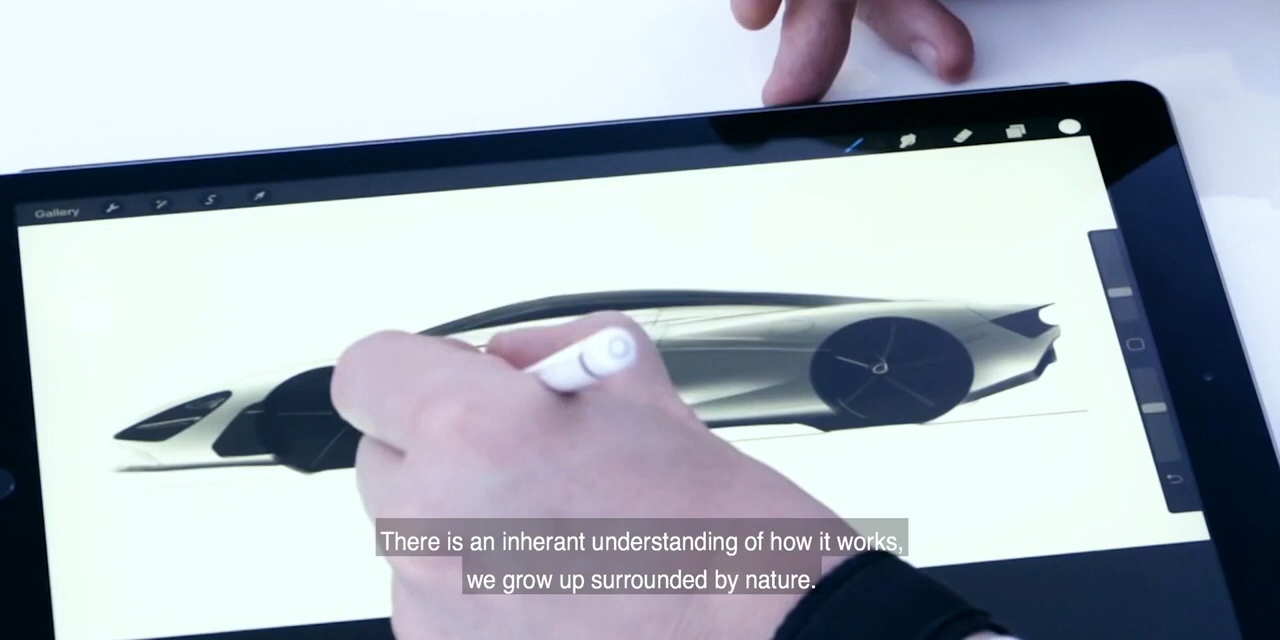 Gallery
There is an inherant understanding of how it works,
we grow up surrounded by nature.